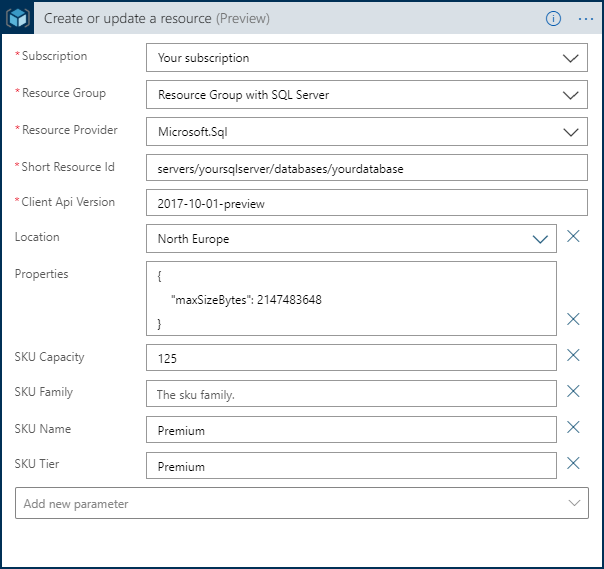 Create or update a resource (Preview)
*Subscription Your subscription
*Resource Group Resource Group with SQL Server
*Resource Provider Microsoft.Sql
*Short Resource Id servers/yoursqlserver/databases/yourdatabase
*Client Api Version 2017-10-01-preview
Location North Europe
Properties {
"maxSizeBytes": 2147483648
}
SKU Capacity 125
SKU Family The sku family.
SKU Name Premium
SKU Tier Premium
Add new parameter